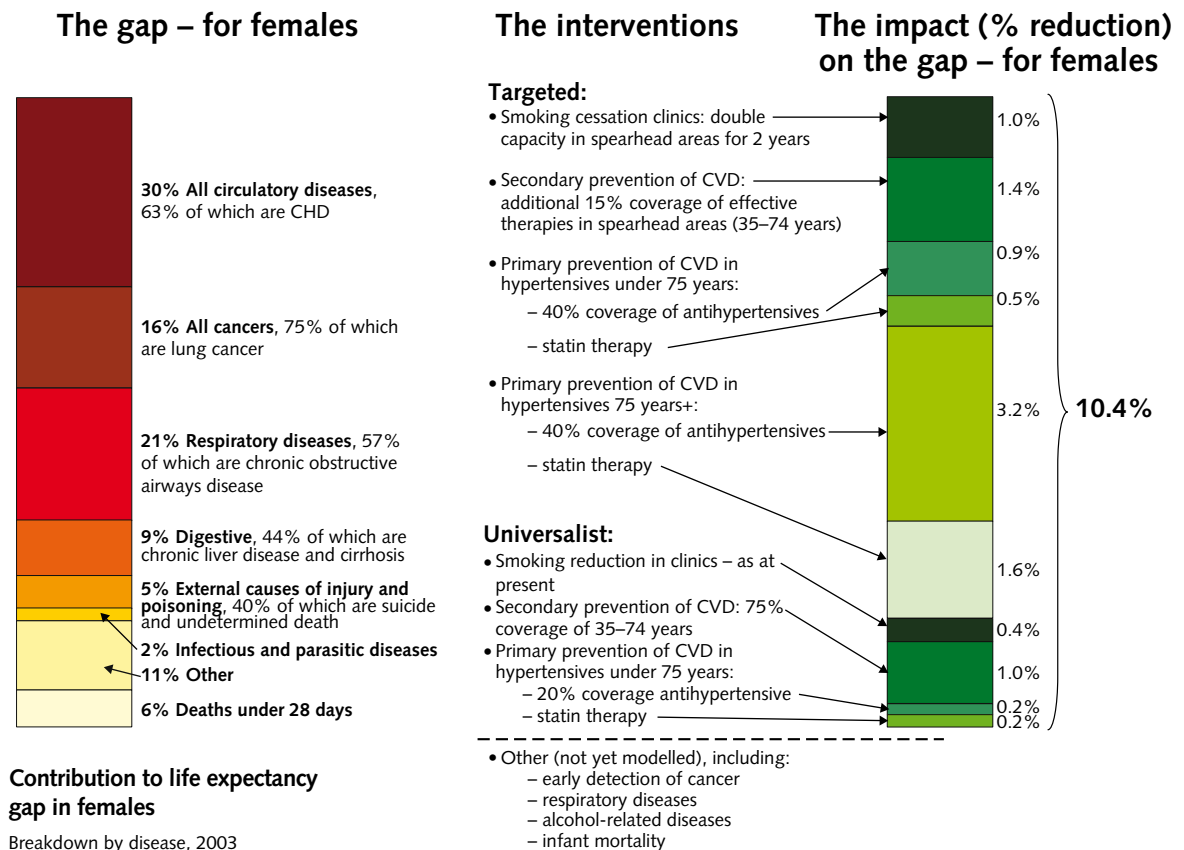 The gap – for females
30% All circulatory diseases,
63% of which are CHD
16% All cancers, 75% of which
are lung cancer
21% Respiratory diseases, 57%
of which are chronic obstructive
airways disease
9% Digestive, 44% of which are
chronic liver disease and cirrhosis
5% External causes of injury and
poisoning, 40% of which are suicide
and undetermined death
2% Infectious and parasitic diseases
11% Other
6% Deaths under 28 days
Contribution to life expectancy
gap in females
Breakdown by disease, 2003
The interventions
Targeted:
• Smoking cessation clinics: double
capacity in spearhead areas for 2 years
• Secondary prevention of CVD:
additional 15% coverage of effective
therapies in spearhead areas (35–74 years)
• Primary prevention of CVD in
hypertensives under 75 years:
– 40% coverage of antihypertensives
– statin therapy
• Primary prevention of CVD in
hypertensives 75 years+:
– 40% coverage of antihypertensives
– statin therapy
Universalist:
• Smoking reduction in clinics – as at
present
• Secondary prevention of CVD: 75%
coverage of 35–74 years
• Primary prevention of CVD in
hypertensives under 75 years:
– 20% coverage antihypertensive
– statin therapy
• Other (not yet modelled), including:
– early detection of cancer
– respiratory diseases
– alcohol-related diseases
– infant mortality
The impact (% reduction)
on the gap – for females
1.0%
1.4%
0.9%
0.5%
3.2%
1.6%
0.4%
1.0%
0.2%
0.2%
10.4%